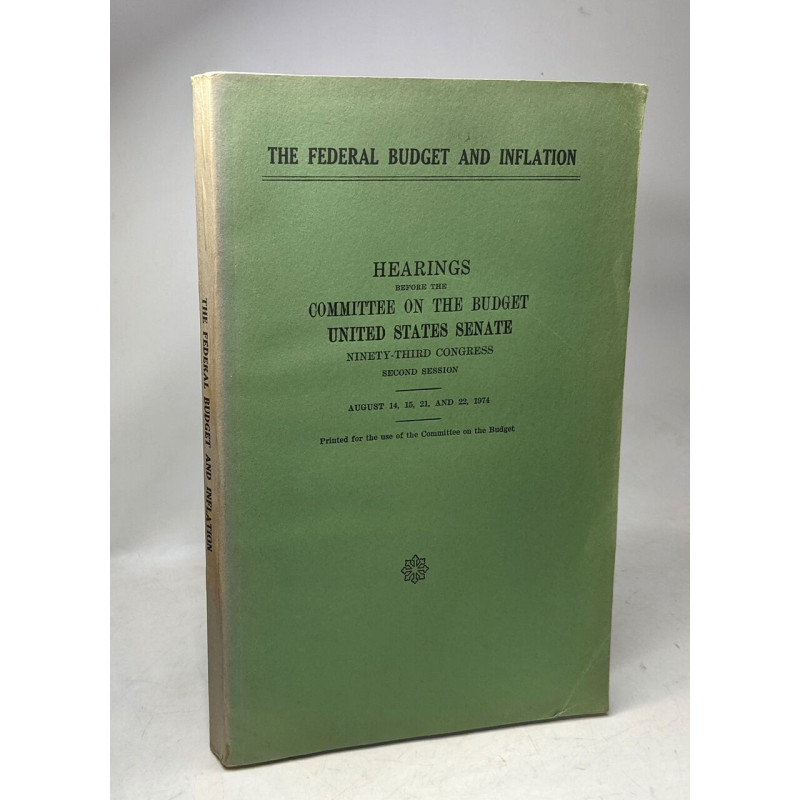 THE FEDERAL BUDGET AND INFLATION
HEARINGS
BEFORE THE
COMMITTEE ON THE BUDGET
UNITED STATES SENATE
NINETY-THIRD CONGRESS
SECOND SESSION
AUGUST 14, 15, 21, AND 22, 1974
Printed for the use of the Committee on the Budget
THE FEDERAL BUDGET AND INFLATION